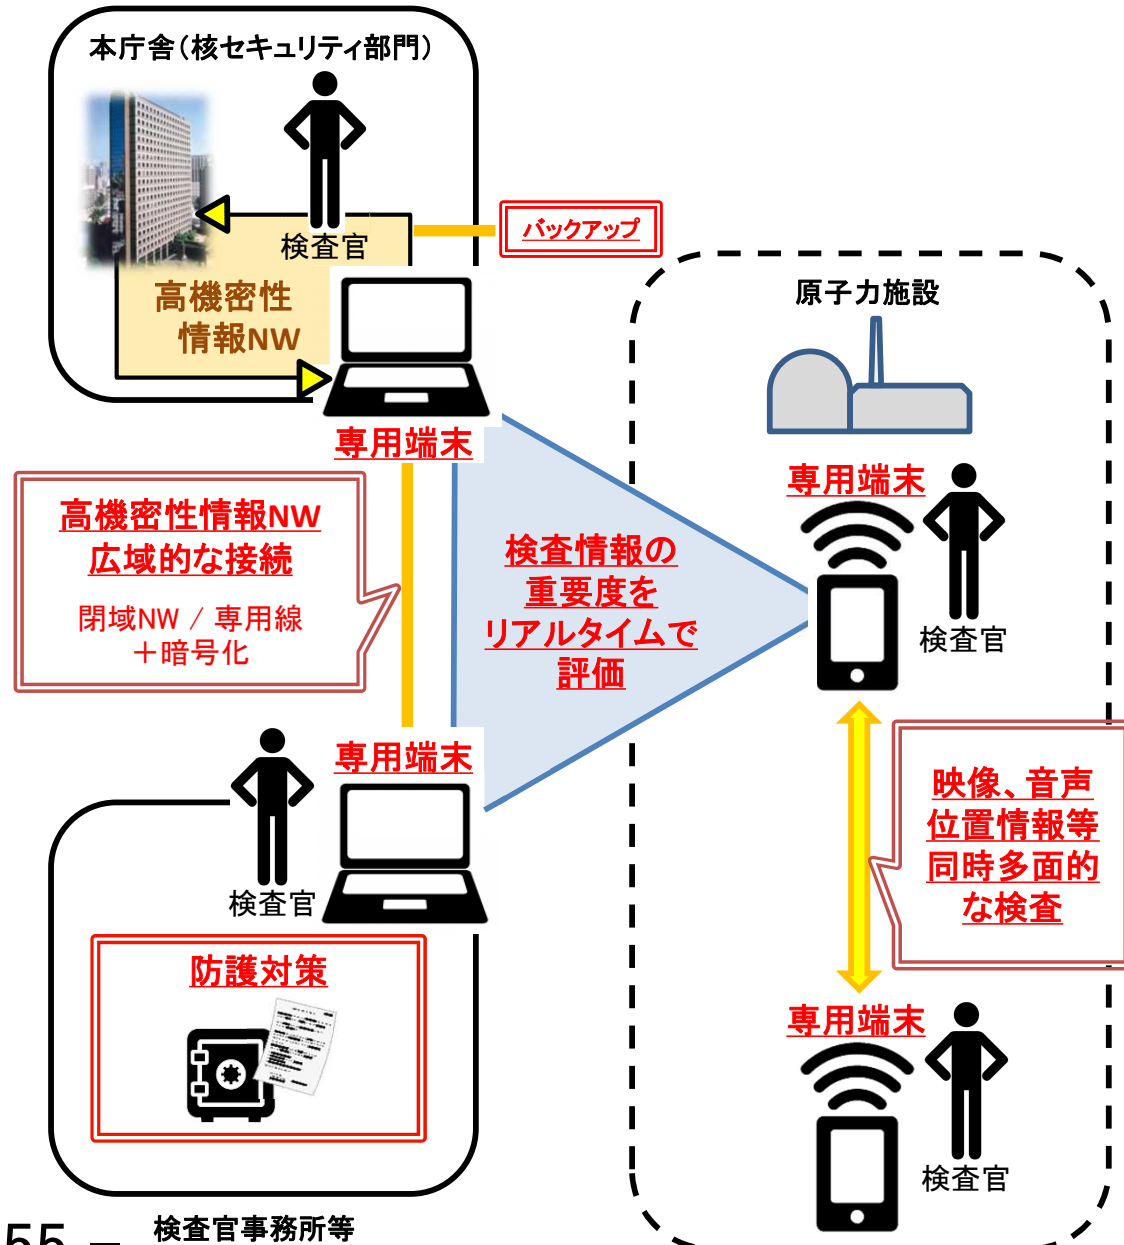 本庁舎（核セキュリティ部門）
検査官
バックアップ
高機密性
情報NW
専用端末
原子力施設
専用端末
検査官
高機密性情報NW
広域的な接続
閉域NW / 専用線
＋暗号化
検査情報の
重要度を
リアルタイムで
評価
映像、音声
位置情報等
同時多面的
な検査
専用端末
検査官
防護対策
専用端末
検査官
検査官事務所等
55 −